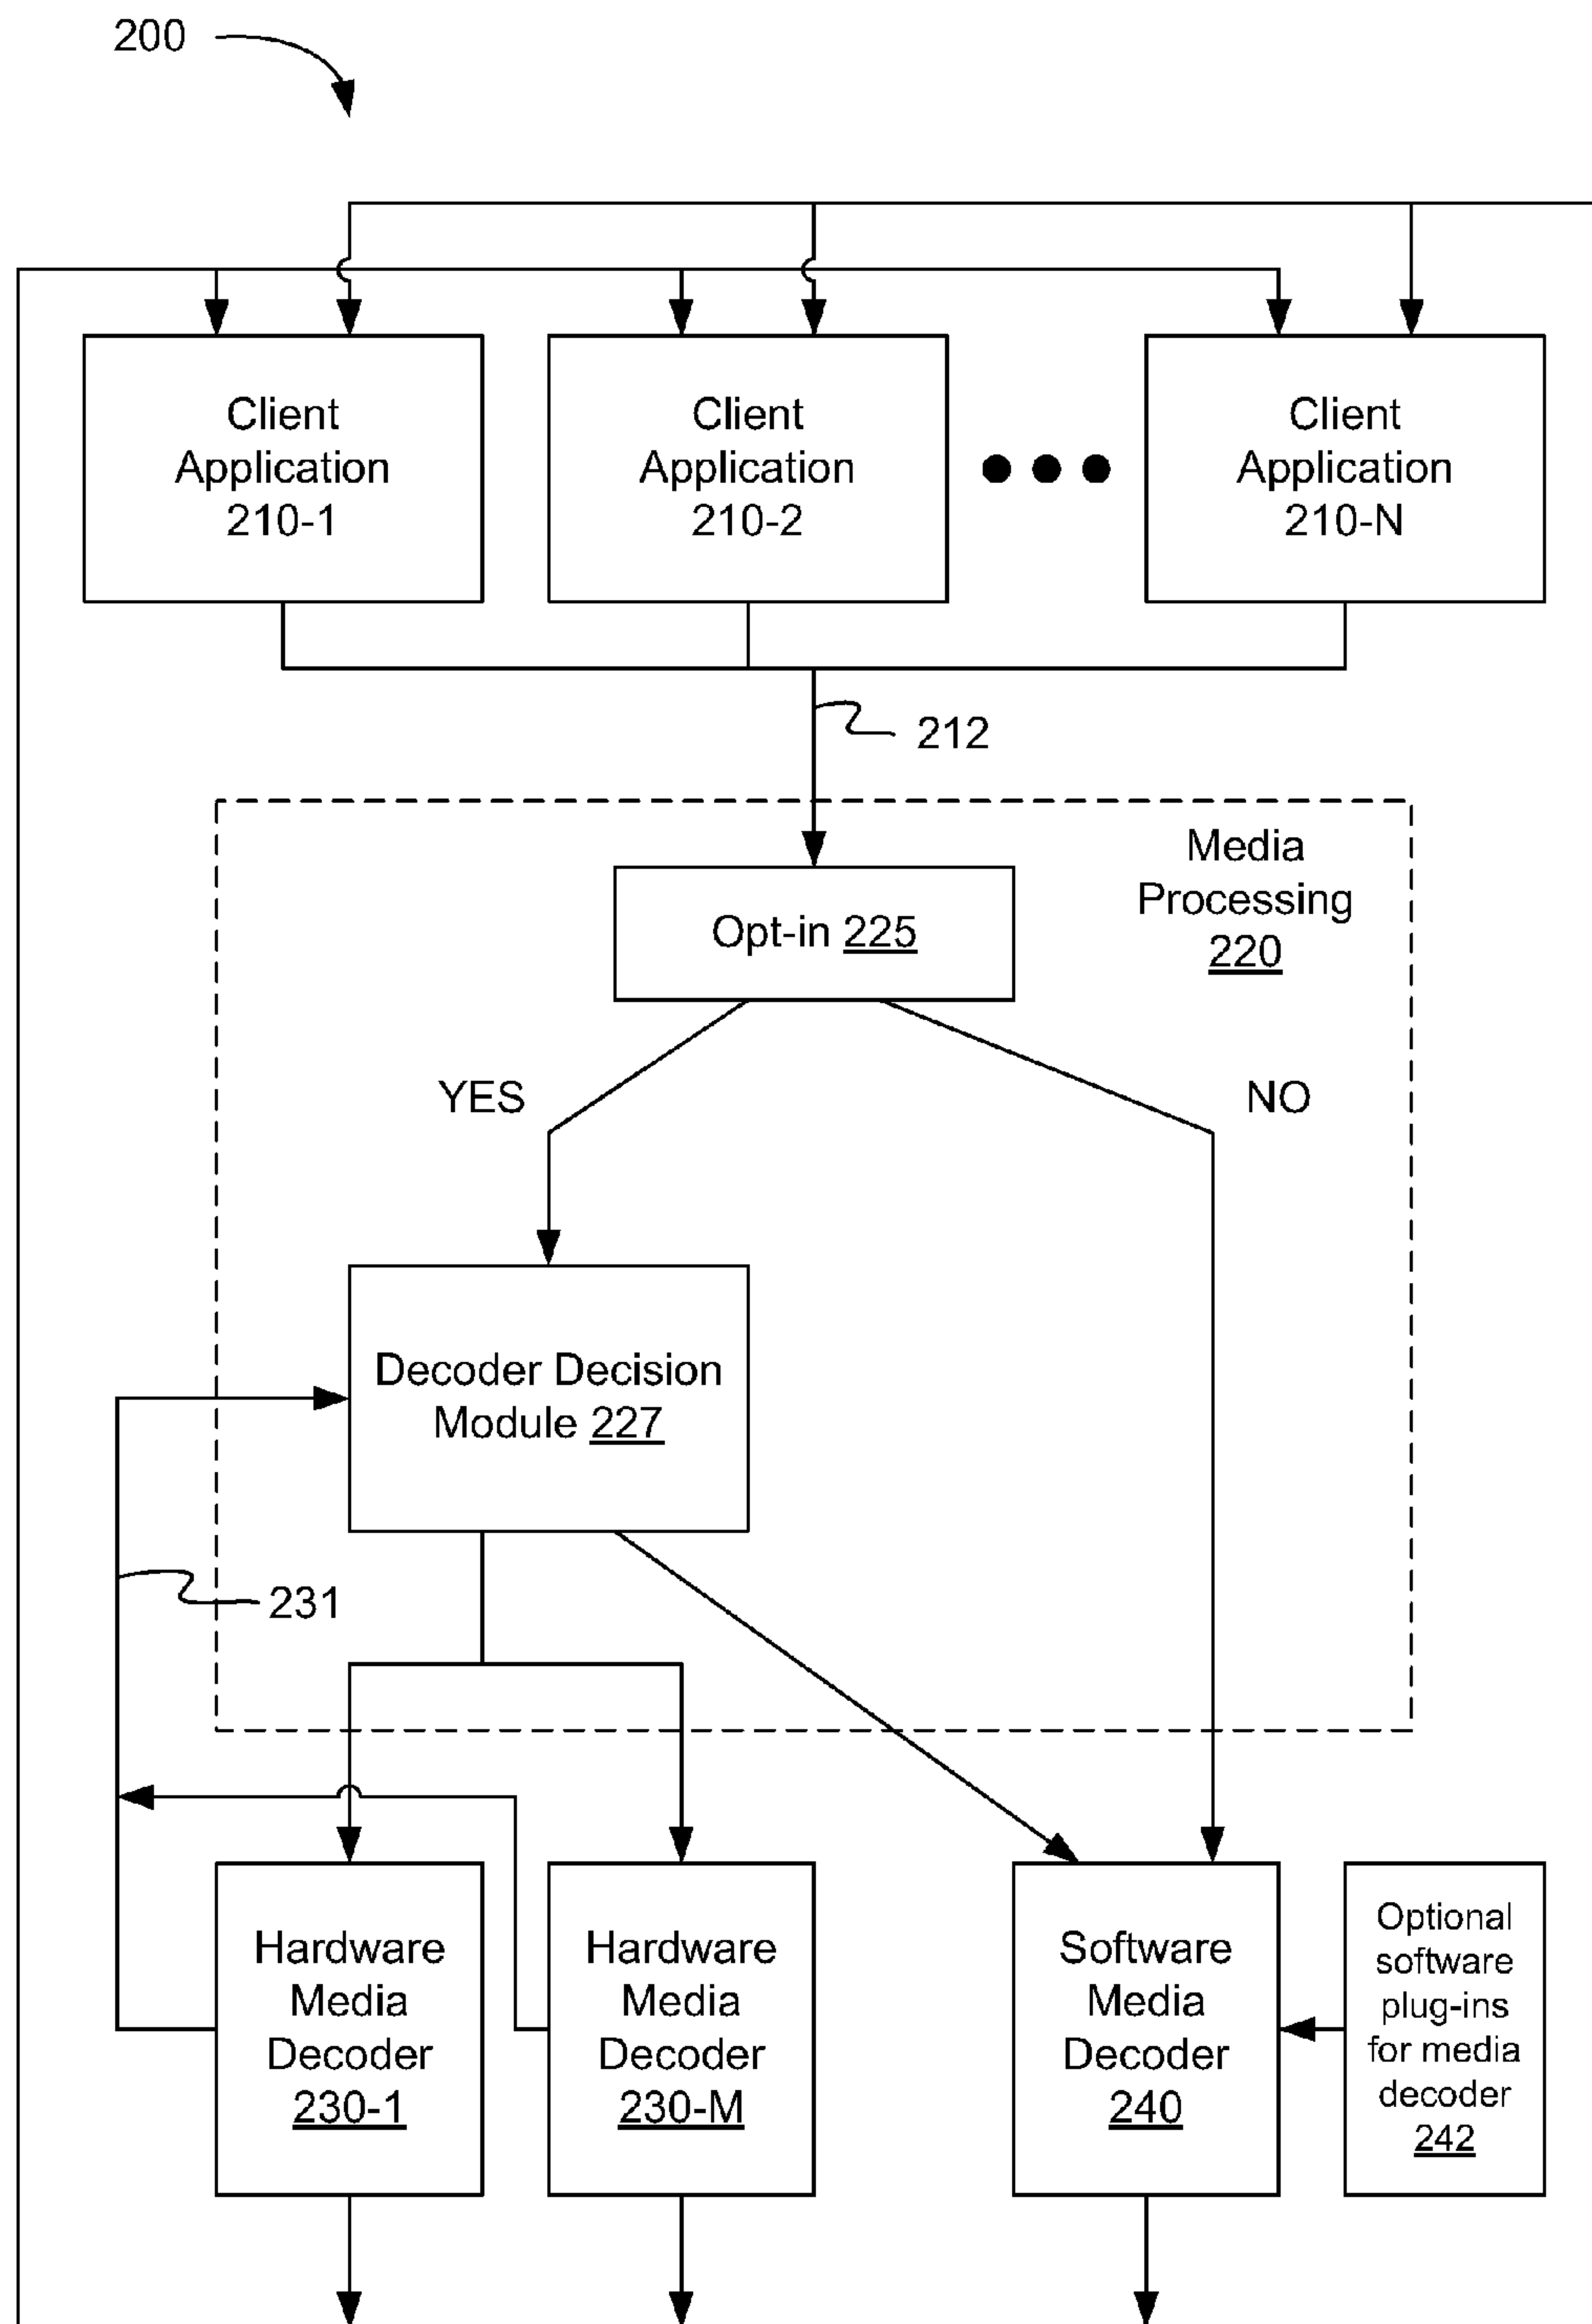 200
Client
Application
210-1
Client
Application
210-2
Client
Application
210-N
212
Media
Processing
220
Opt-in 225
YES
NO
Decoder Decision
Module 227
231
Hardware
Media
Decoder
230-1
Hardware
Media
Decoder
230-M
Software
Media
Decoder
240
Optional
software
plug-ins
for media
decoder
242